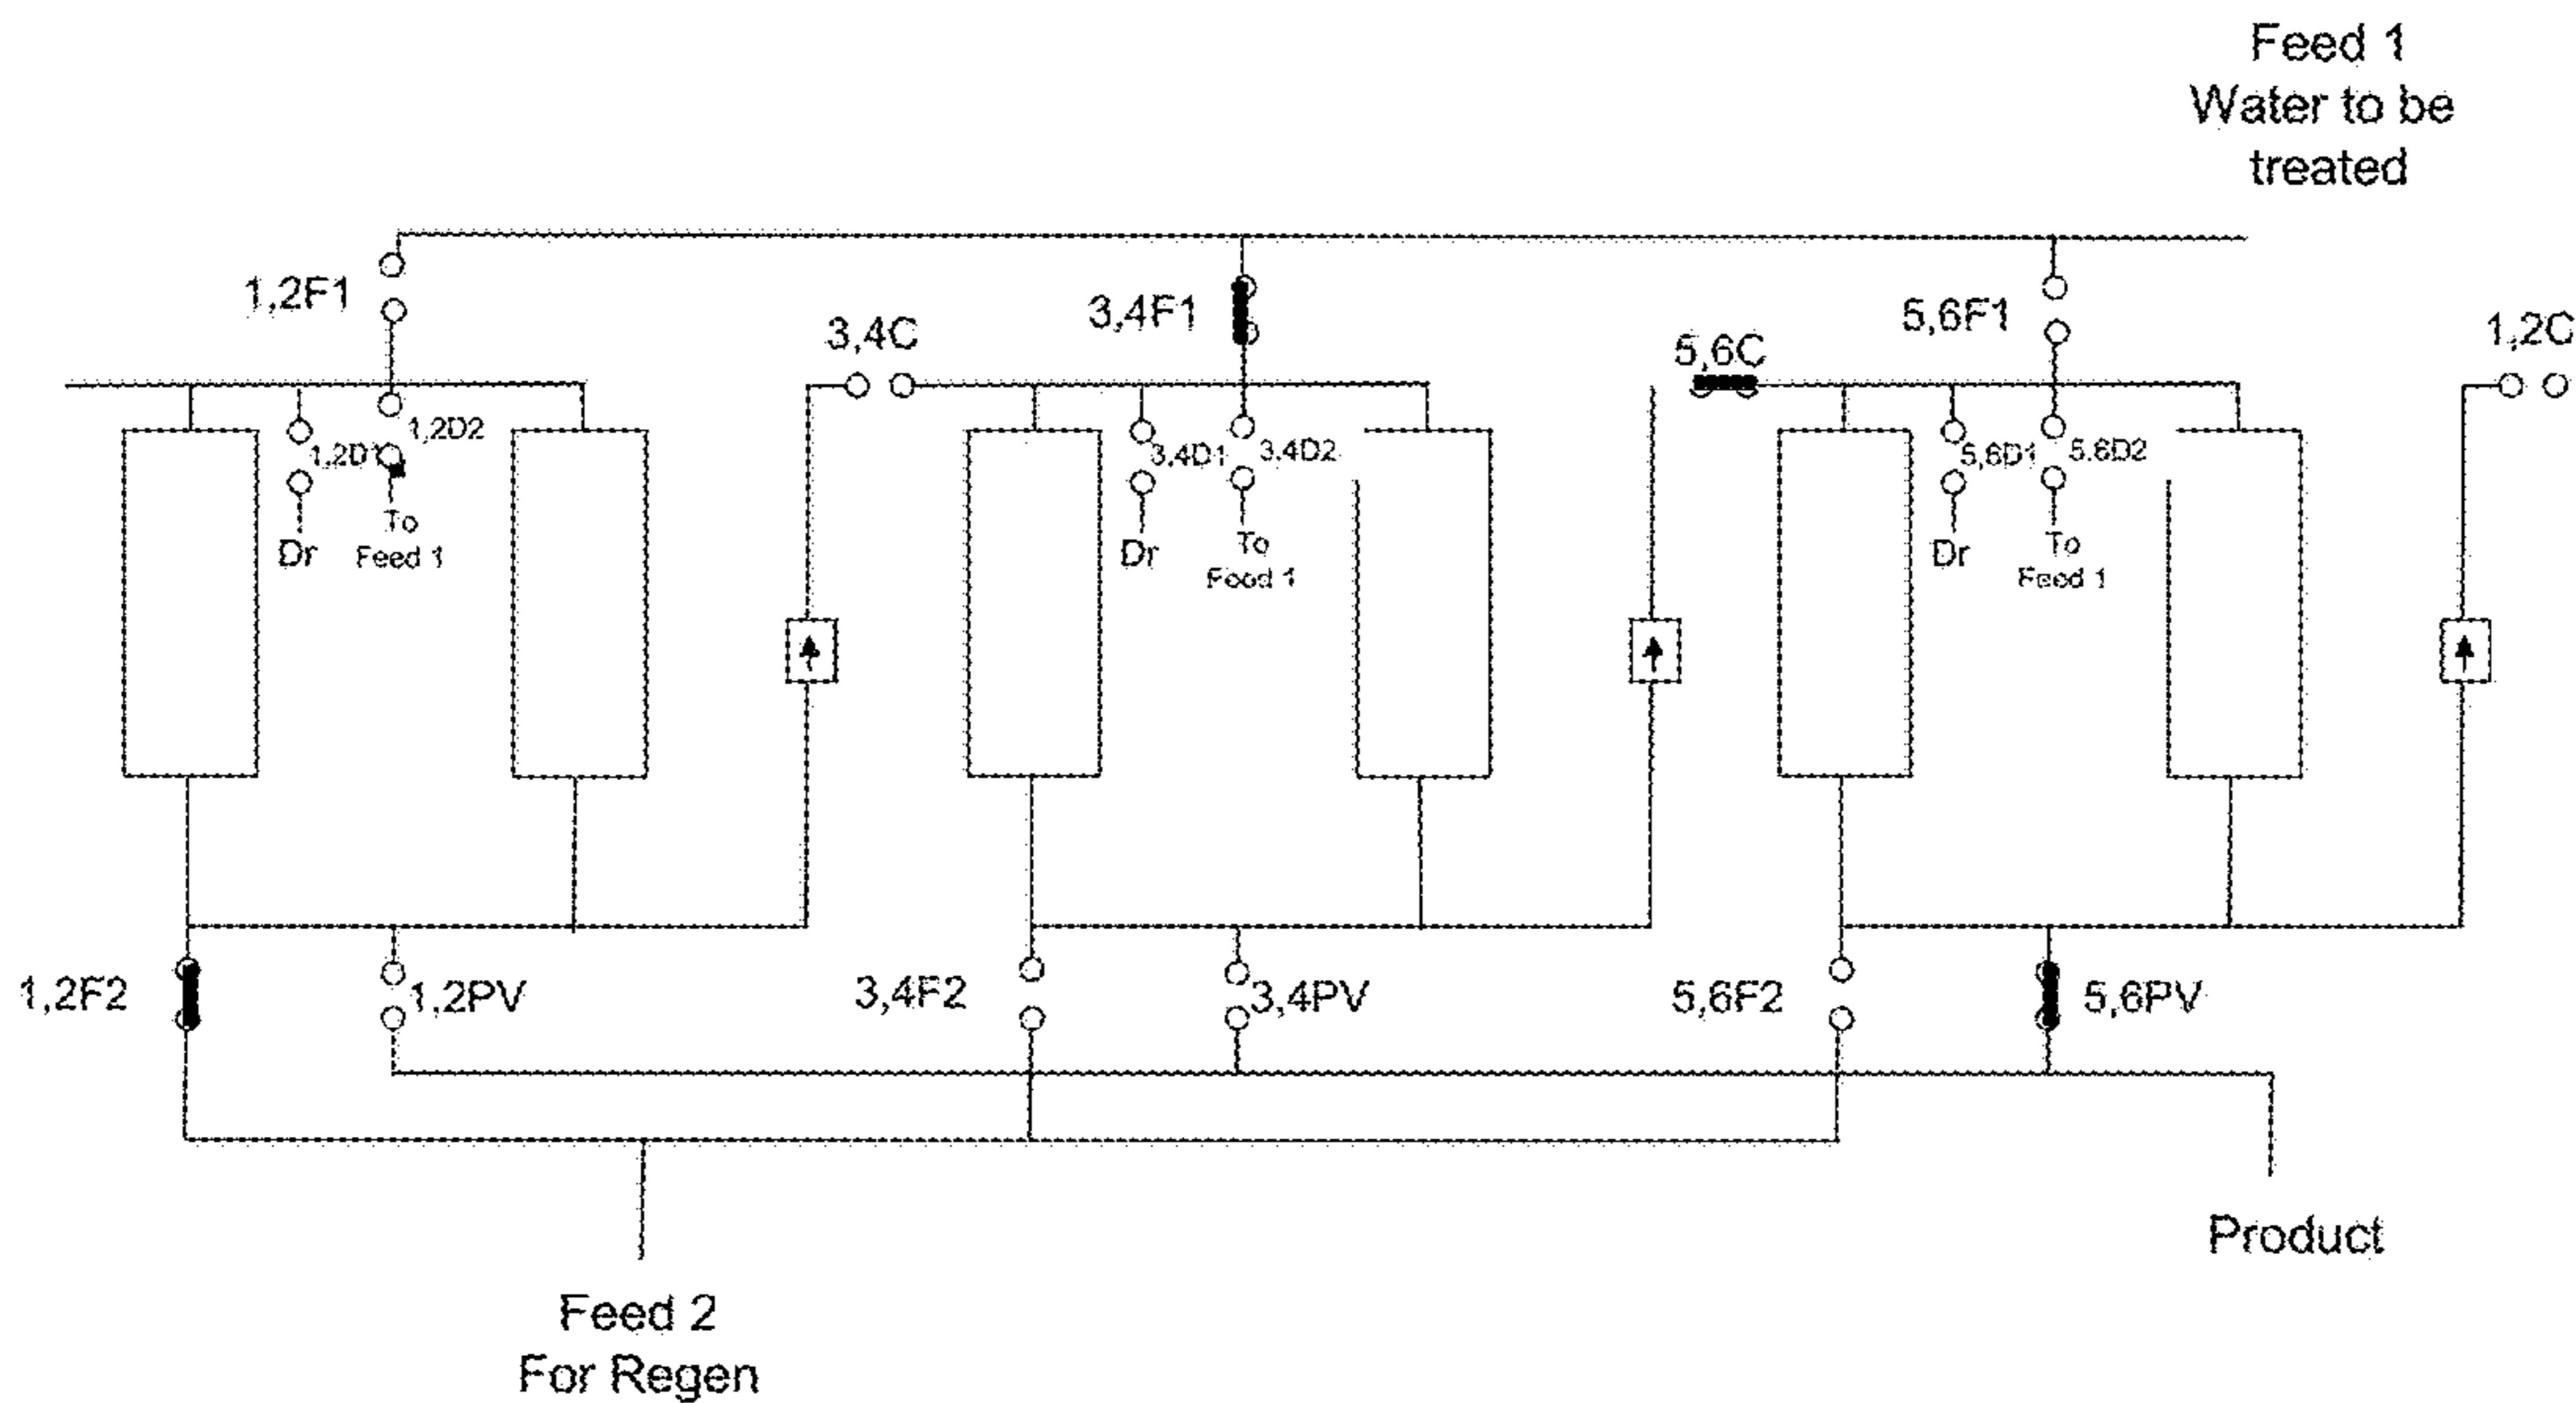 Feed 1
Water to be
treated
1,2F1
3,4C
3,4F1
5,6C
5,6F1
1,2C
1,2D1
1,2D2
3,4D1
3,4D2
5,6D1
5,6D2
Dr
To
Feed 1
Dr
To
Feed 1
Dr
To
Feed 1
1,2F2
1,2PV
3,4F2
3,4PV
5,6F2
5,6PV
Product
Feed 2
For Regen